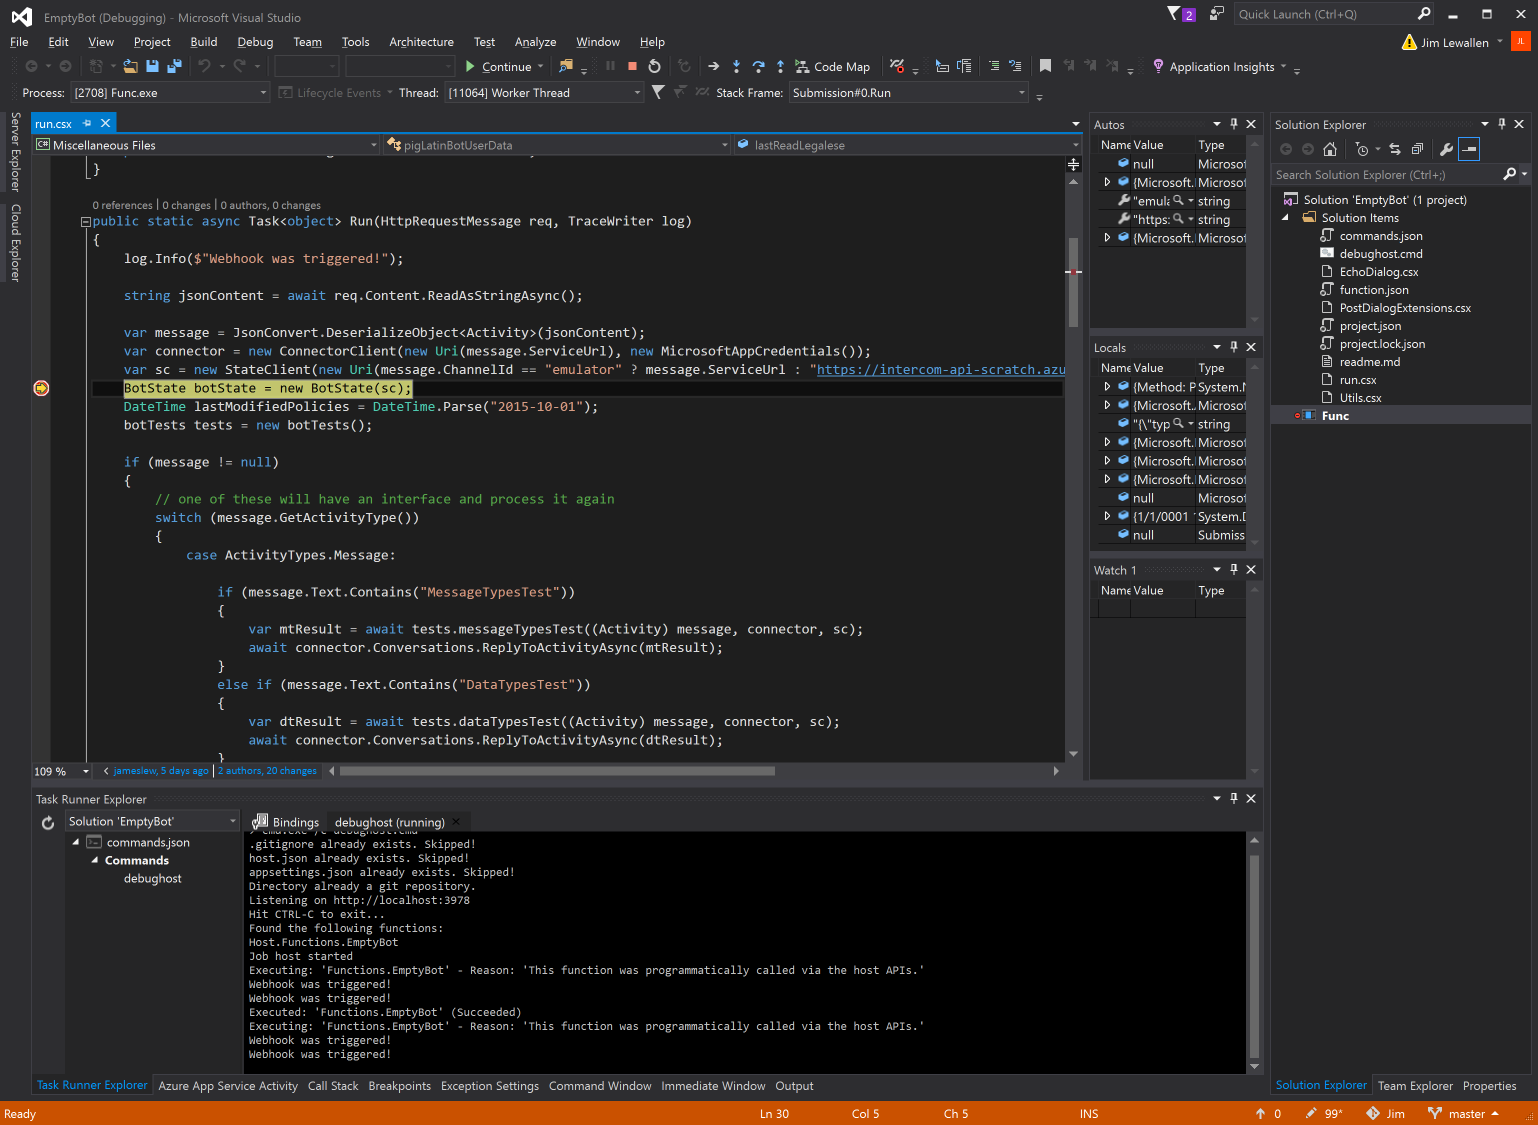 EmptyBot (Debugging) - Microsoft Visual Studio
2
Quick Launch (Ctrl+Q)
File Edit View Project Build Debug Team Tools Architecture Test Analyze Window Help
Jim Lewallen
JL
Continue
Code Map
Application Insights
Process: [2708] Func.exe
Lifecycle Events
Thread: [11064] Worker Thread
Stack Frame: Submission#0.Run
Server Explorer
Cloud Explorer
run.csx
Miscellaneous Files
pigLatinBotUserData
lastReadLegalese
}
0 references | 0 changes | 0 authors, 0 changes
public static async Task<object> Run(HttpRequestMessage req, TraceWriter log)
{
log.Info($"Webhook was triggered!");
string jsonContent = await req.Content.ReadAsStringAsync();
var message = JsonConvert.DeserializeObject<Activity>(jsonContent);
var connector = new ConnectorClient(new Uri(message.ServiceUrl), new MicrosoftAppCredentials());
var sc = new StateClient(new Uri(message.ChannelId == "emulator" ? message.ServiceUrl : "https://intercom-api-scratch.azu
BotState botState = new BotState(sc);
DateTime lastModifiedPolicies = DateTime.Parse("2015-10-01");
botTests tests = new botTests();
if (message != null)
{
// one of these will have an interface and process it again
switch (message.GetActivityType())
{
case ActivityTypes.Message:
if (message.Text.Contains("MessageTypesTest"))
{
var mtResult = await tests.messageTypesTest((Activity) message, connector, sc);
await connector.Conversations.ReplyToActivityAsync(mtResult);
}
else if (message.Text.Contains("DataTypesTest"))
{
var dtResult = await tests.dataTypesTest((Activity) message, connector, sc);
await connector.Conversations.ReplyToActivityAsync(dtResult);
}
109 %
jameslew, 5 days ago | 2 authors, 20 changes
Autos
Name Value Type
null Microsof
{Microsoft. Microsof
"emula string
"https: string
{Microsoft. Microsof
Locals
Name Value Type
{Method: P System.N
{Microsoft. Microsof
"{\"typ string
{Microsoft. Microsof
{Microsoft. Microsof
{Microsoft. Microsof
null Microsof
{1/1/0001 System.D
null Submiss
Watch 1
Name Value Type
Solution Explorer
Search Solution Explorer (Ctrl+;)
Solution 'EmptyBot' (1 project)
Solution Items
commands.json
debughost.cmd
EchoDialog.csx
function.json
PostDialogExtensions.csx
project.json
project.lock.json
readme.md
run.csx
Utils.csx
Func
Task Runner Explorer
Solution 'EmptyBot'
commands.json
Commands
debughost
Bindings
debughost (running)
> cmd.exe /c debughost.cmd
.gitignore already exists. Skipped!
host.json already exists. Skipped!
appsettings.json already exists. Skipped!
Directory already a git repository.
Listening on http://localhost:3978
Hit CTRL-C to exit...
Found the following functions:
Host.Functions.EmptyBot
Job host started
Executing: 'Functions.EmptyBot' - Reason: 'This function was programmatically called via the host APIs.'
Webhook was triggered!
Webhook was triggered!
Executed: 'Functions.EmptyBot' (Succeeded)
Executing: 'Functions.EmptyBot' - Reason: 'This function was programmatically called via the host APIs.'
Webhook was triggered!
Webhook was triggered!
Task Runner Explorer Azure App Service Activity Call Stack Breakpoints Exception Settings Command Window Immediate Window Output
Solution Explorer Team Explorer Properties
Ready
Ln 30
Col 5
Ch 5
INS
0
99*
Jim
master